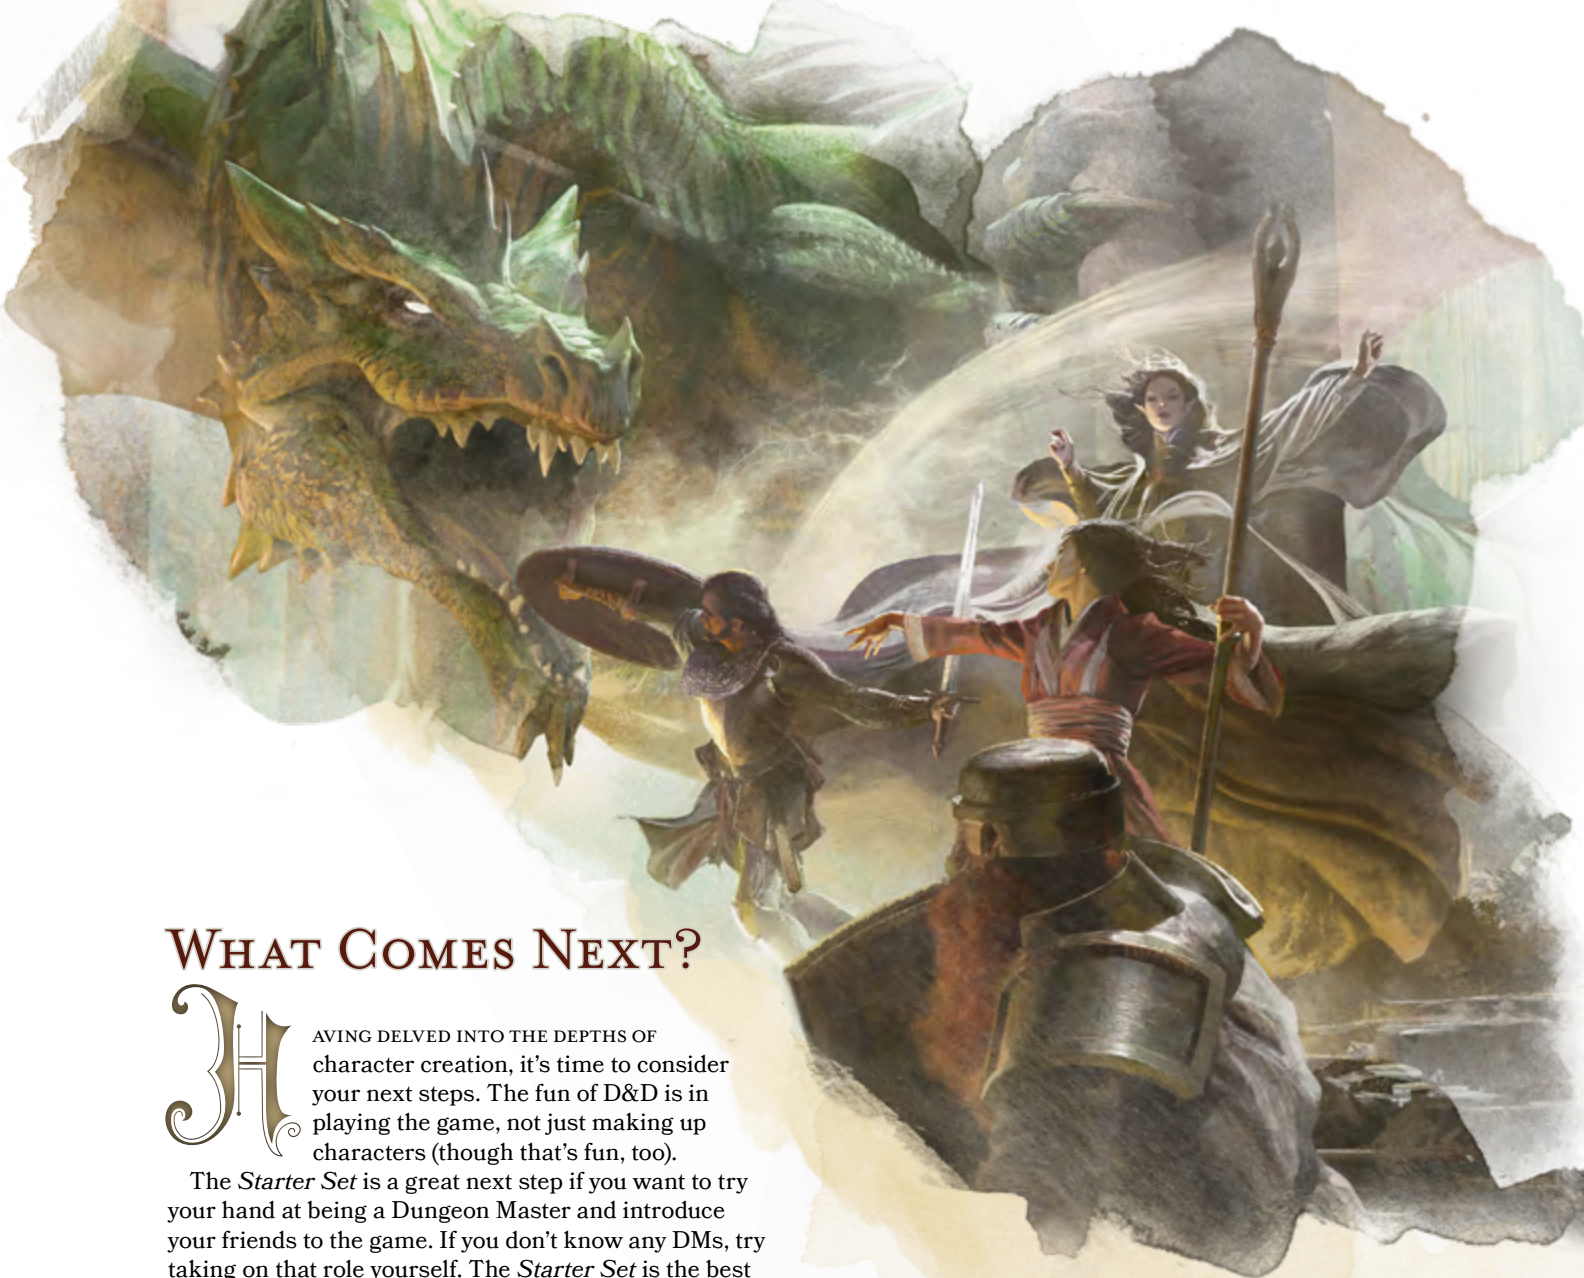 WHAT COMES NEXT?
HAVING DELVED INTO THE DEPTHS OF
character creation, it's time to consider
your next steps. The fun of D&D is in
playing the game, not just making up
characters (though that's fun, too).
The Starter Set is a great next step if you want to try
your hand at being a Dungeon Master and introduce
your friends to the game. If you don't know any DMs, try
taking on that role yourself. The Starter Set is the best